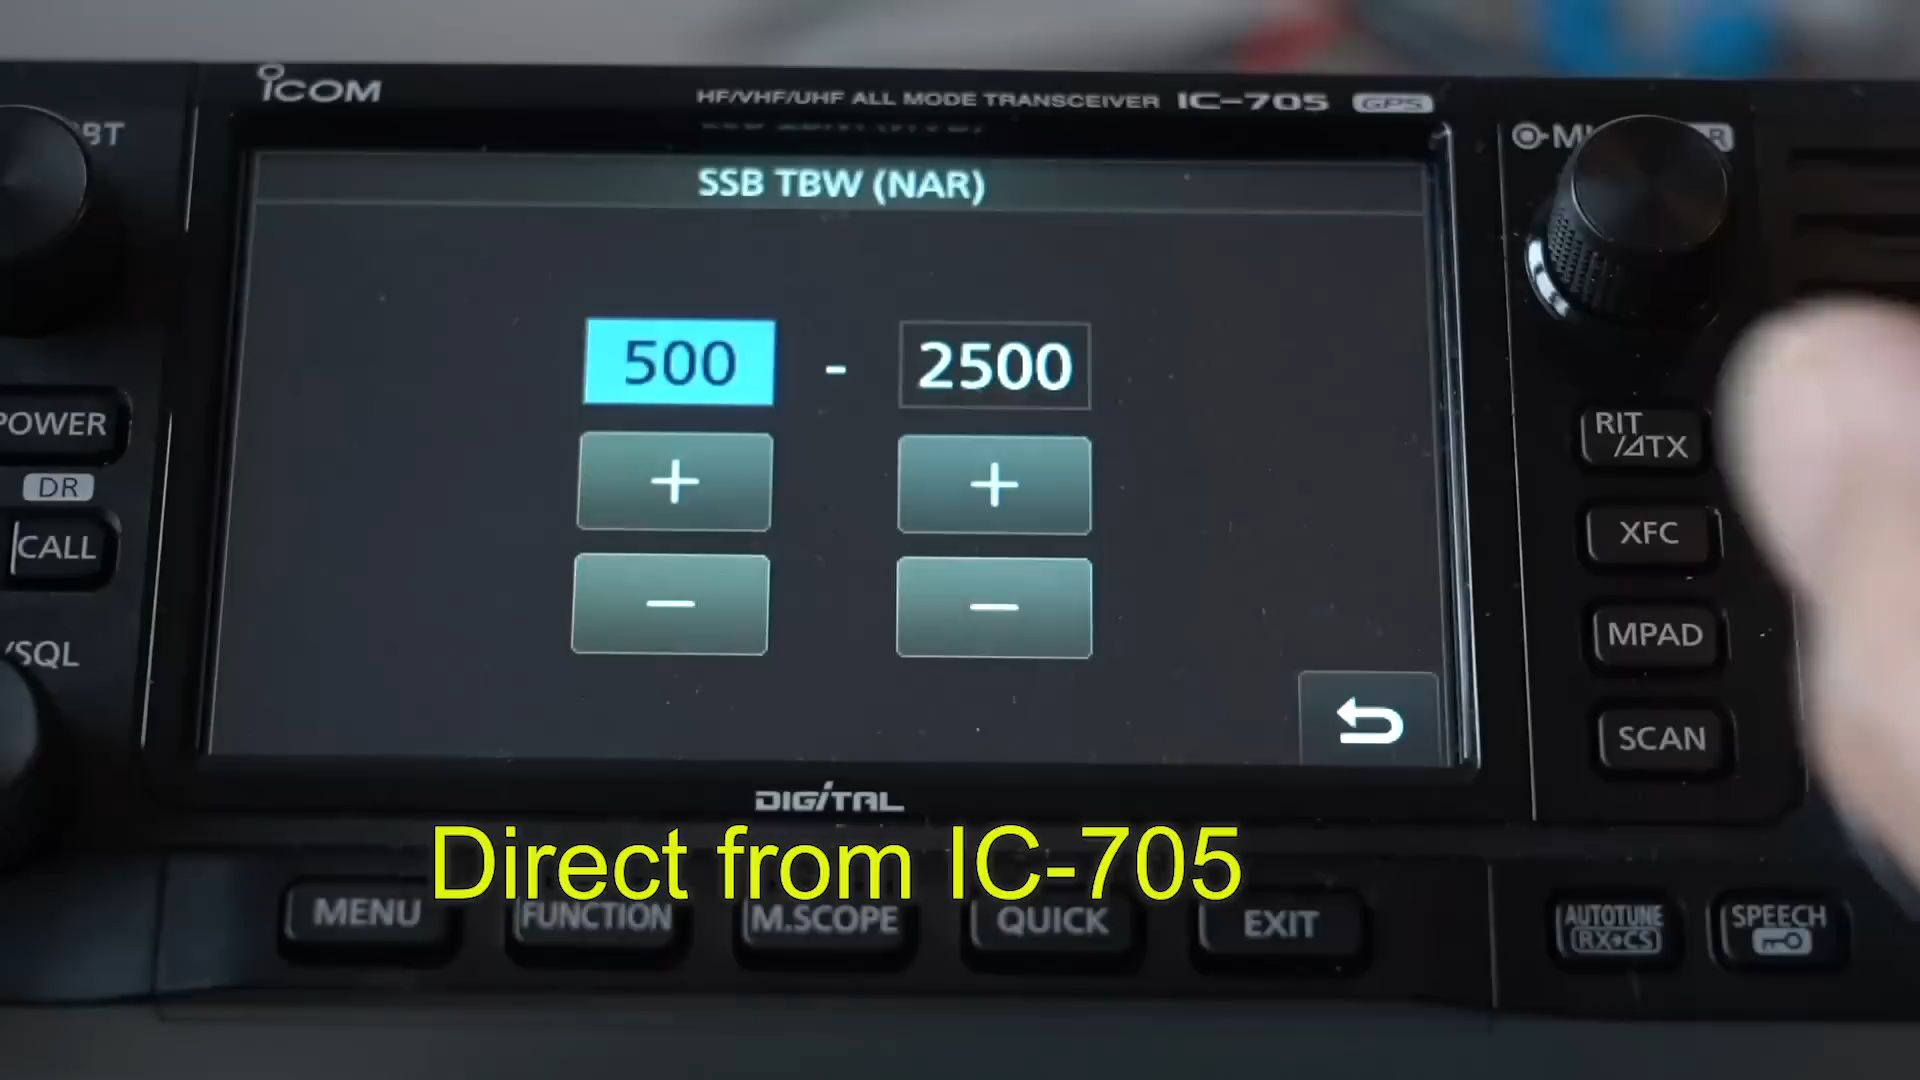 ICOM
HF/VHF/UHF ALL MODE TRANSCEIVER IC-705 GPS
BT
SSB TBW (NAR)
500 - 2500
+ +
− −
POWER
DR
CALL
/SQL
RIT
/⊿TX
XFC
MPAD
SCAN
DIGITAL
Direct from IC-705
MENU FUNCTION M.SCOPE QUICK EXIT
AUTOTUNE
RX→CS
SPEECH